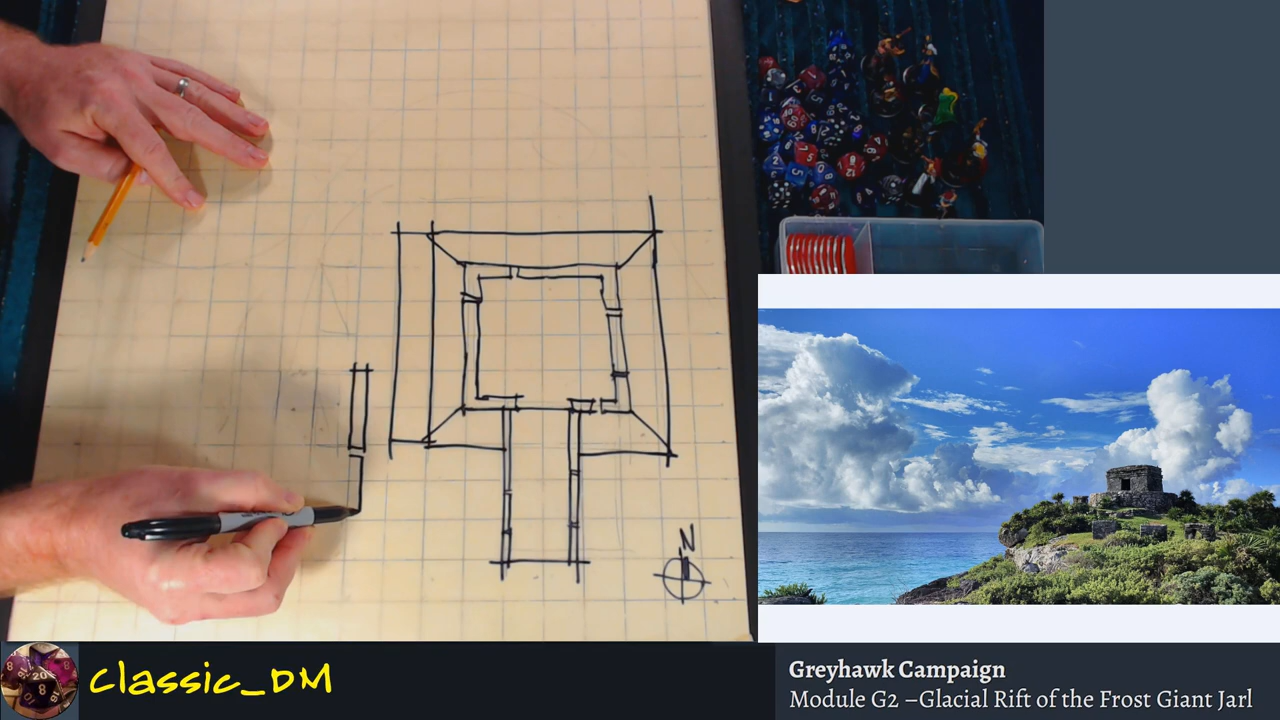 N
classic_DM
Greyhawk Campaign
Module G2 –Glacial Rift of the Frost Giant Jarl